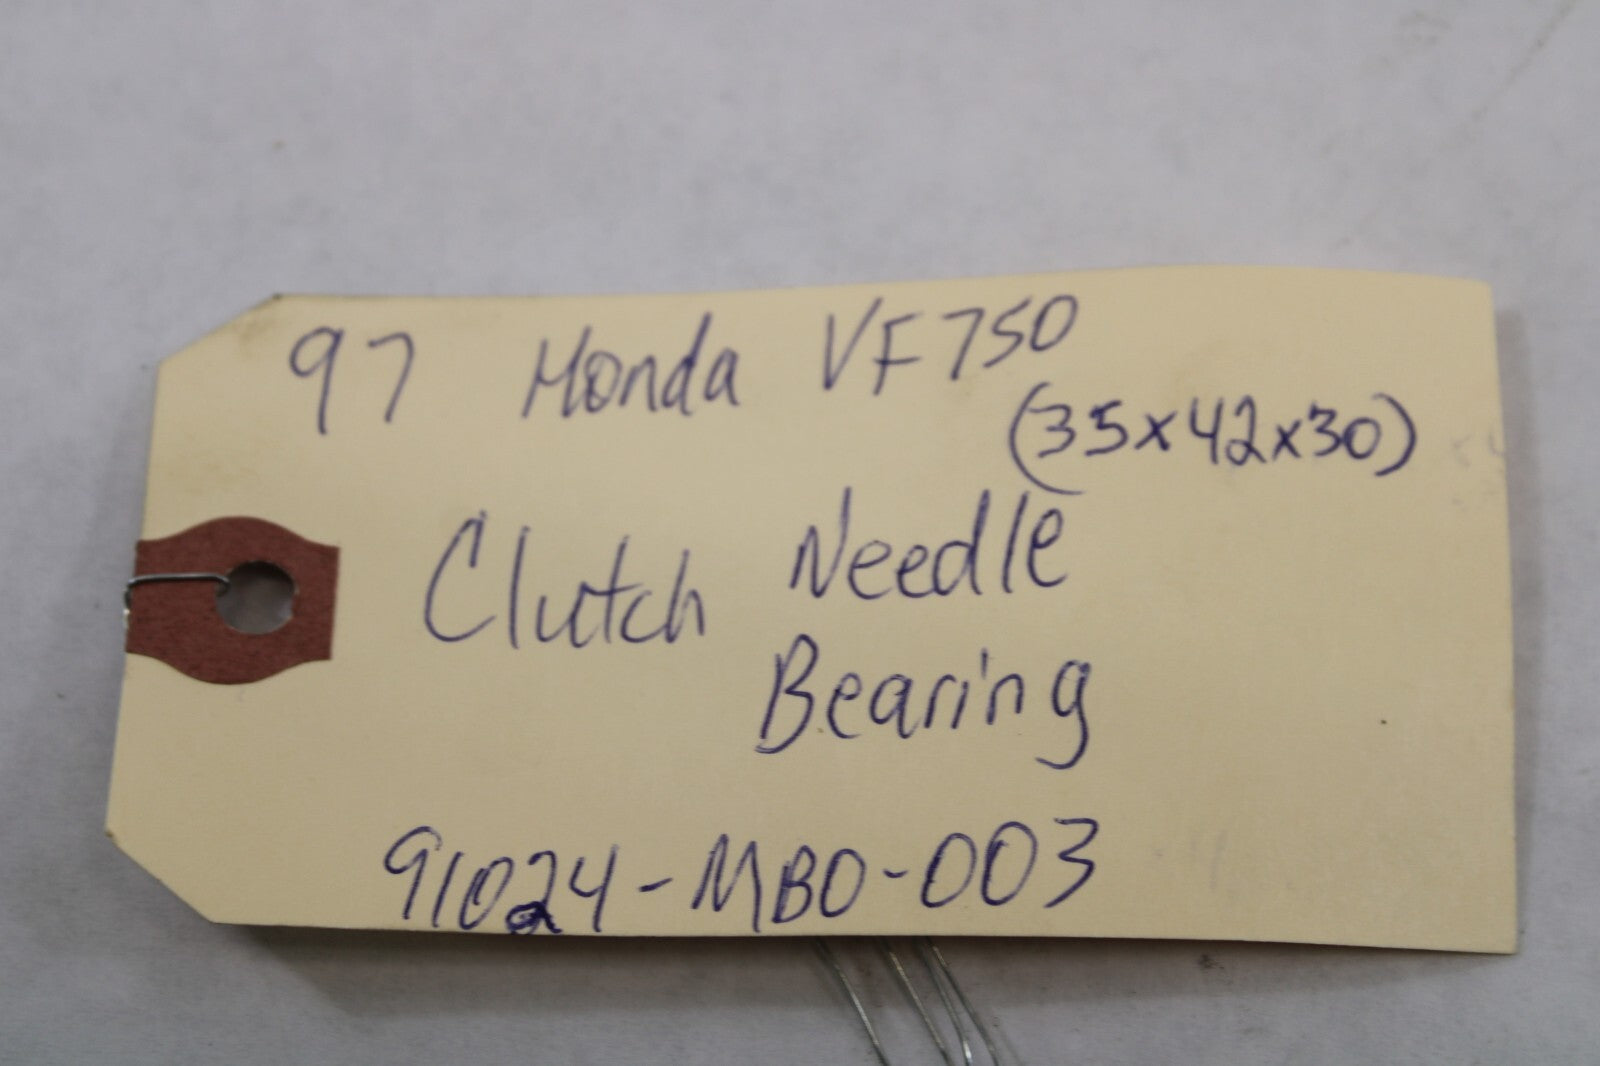 97 Honda VF750
(35x42x30)
Clutch Needle
Bearing
91024-MB0-003